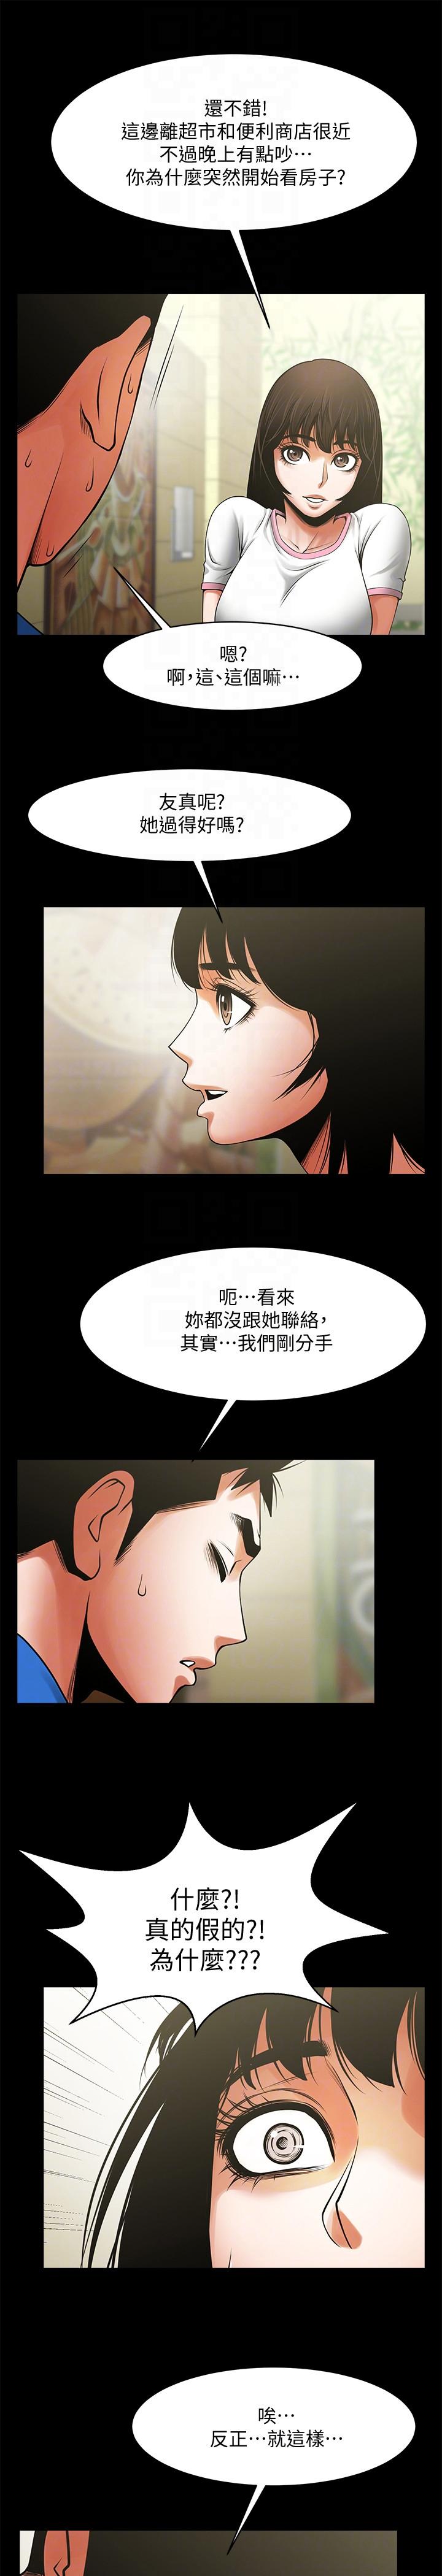 還不錯!
這邊離超市和便利商店很近
不過晚上有點吵…
你為什麼突然開始看房子?
嗯?
啊，這、這個嘛…
友真呢?
她過得好嗎?
呃…看來
妳都沒跟她聯絡，
其實…我們剛分手
什麼?!
真的假的?!
為什麼???
唉…
反正…就這樣…